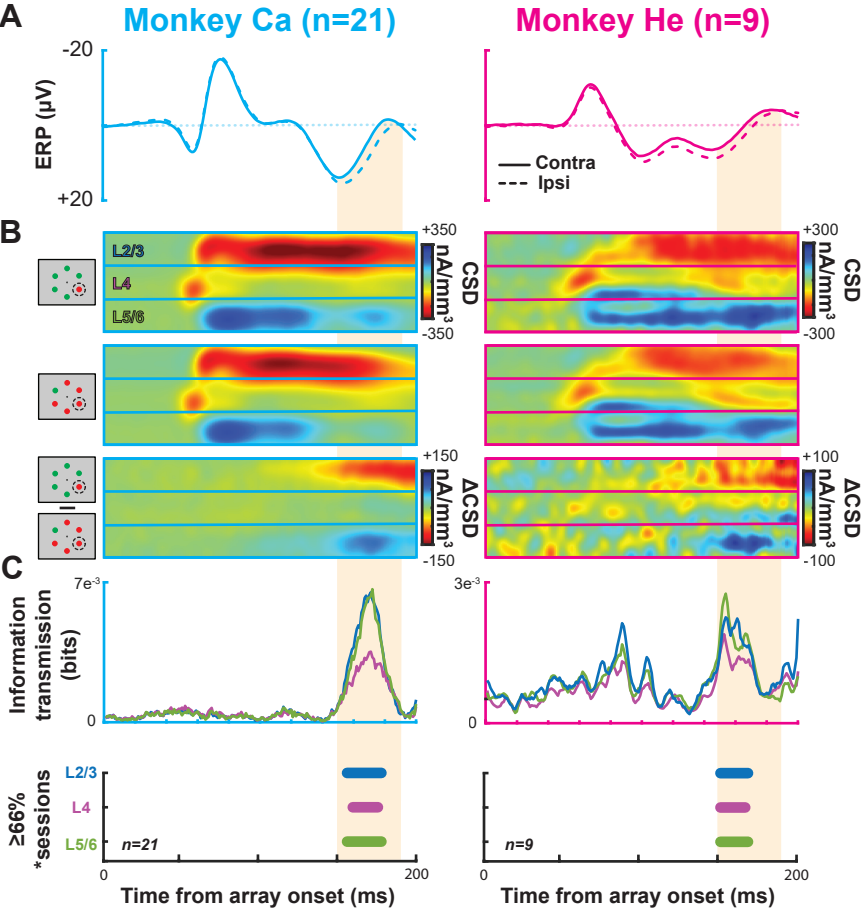 A
Monkey Ca (n=21)
Monkey He (n=9)
-20
ERP (µV)
+20
Contra
Ipsi
B
L2/3
L4
L5/6
+350
nA/mm³
-350
CSD
+300
nA/mm³
-300
CSD
+150
nA/mm³
-150
ΔCSD
+100
nA/mm³
-100
ΔCSD
C
Information
transmission
(bits)
7e⁻³
0
3e⁻³
0
≥66%
*sessions
L2/3
L4
L5/6
n=21
n=9
0
200
0
200
Time from array onset (ms)
Time from array onset (ms)